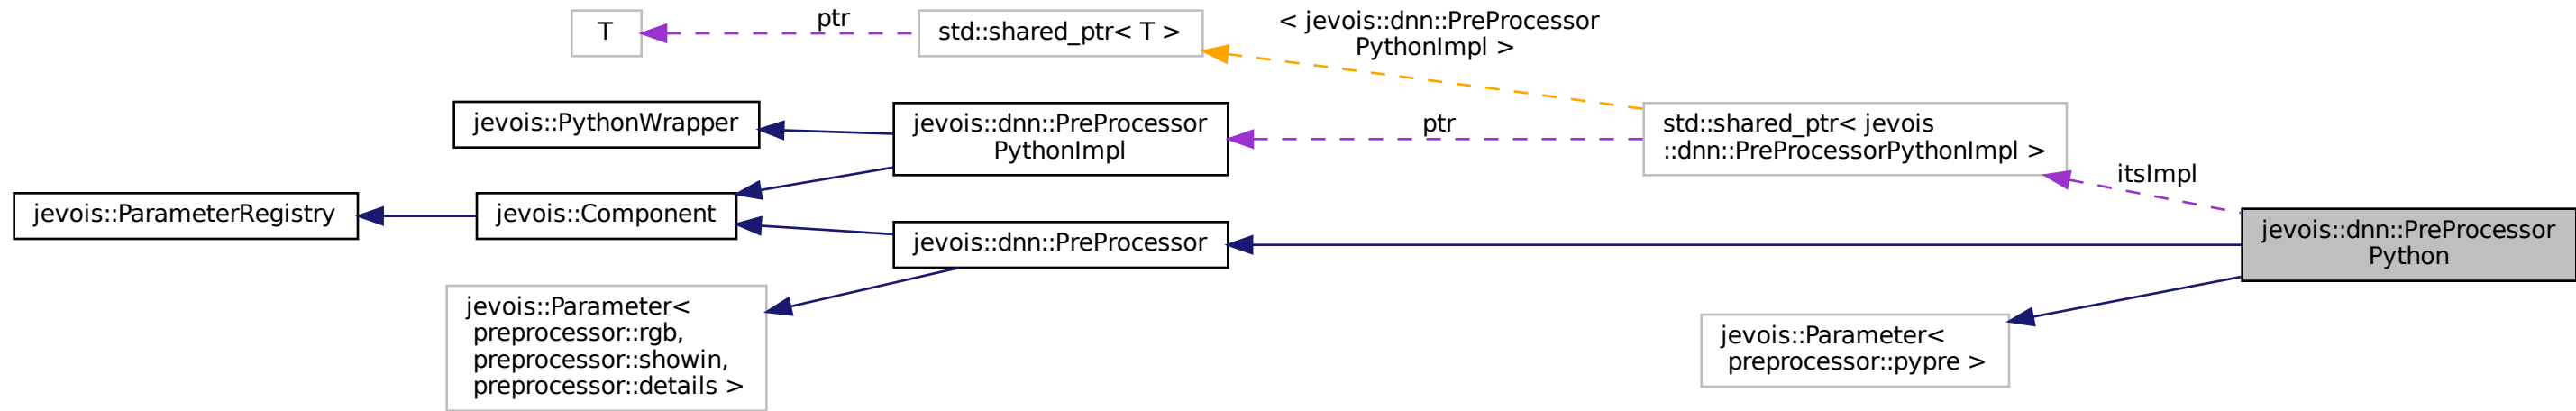 T
ptr
std::shared_ptr< T >
< jevois::dnn::PreProcessor
PythonImpl >
jevois::PythonWrapper
jevois::dnn::PreProcessor
PythonImpl
ptr
std::shared_ptr< jevois
::dnn::PreProcessorPythonImpl >
itsImpl
jevois::ParameterRegistry
jevois::Component
jevois::dnn::PreProcessor
jevois::dnn::PreProcessor
Python
jevois::Parameter<
preprocessor::rgb,
preprocessor::showin,
preprocessor::details >
jevois::Parameter<
preprocessor::pypre >